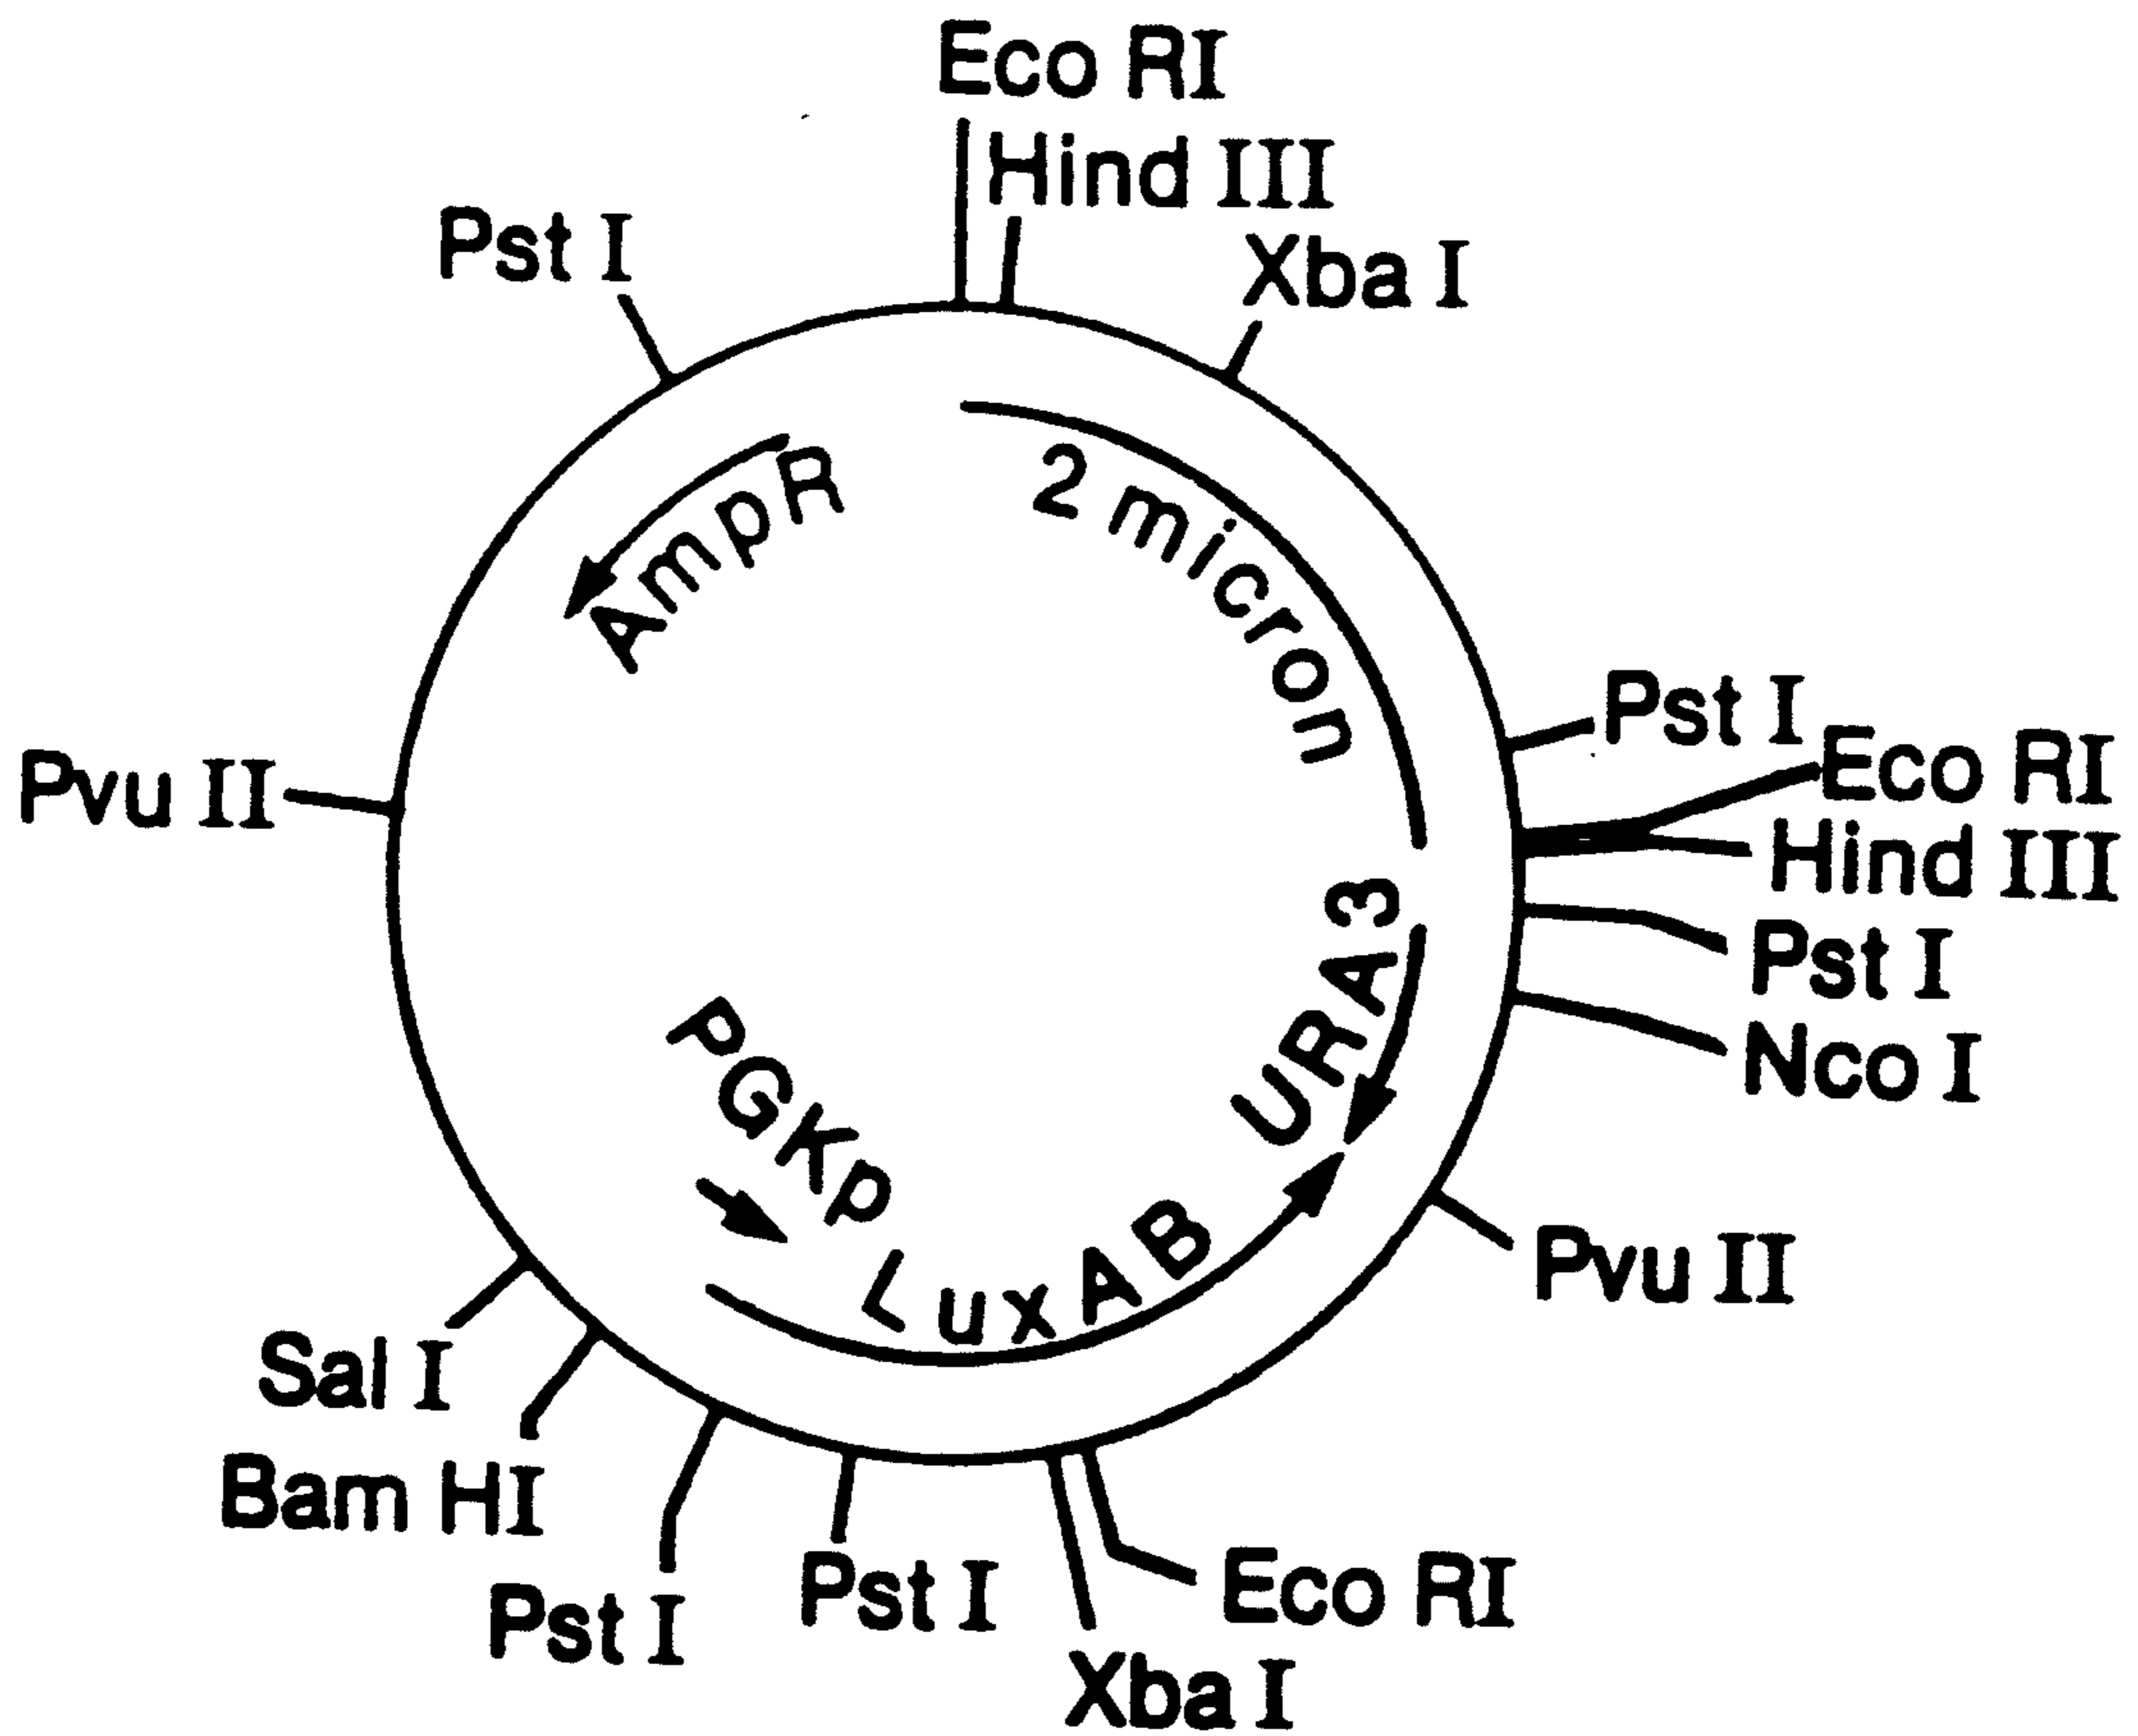 Eco RI
Hind III
Xba I
Pst I
Pst I
Eco RI
Hind III
Pst I
Nco I
Pvu II
Eco RI
Xba I
Pst I
Pst I
Bam HI
Sal I
Pvu II
AmpR
2 micron
URA3
LuxAB
PGKp